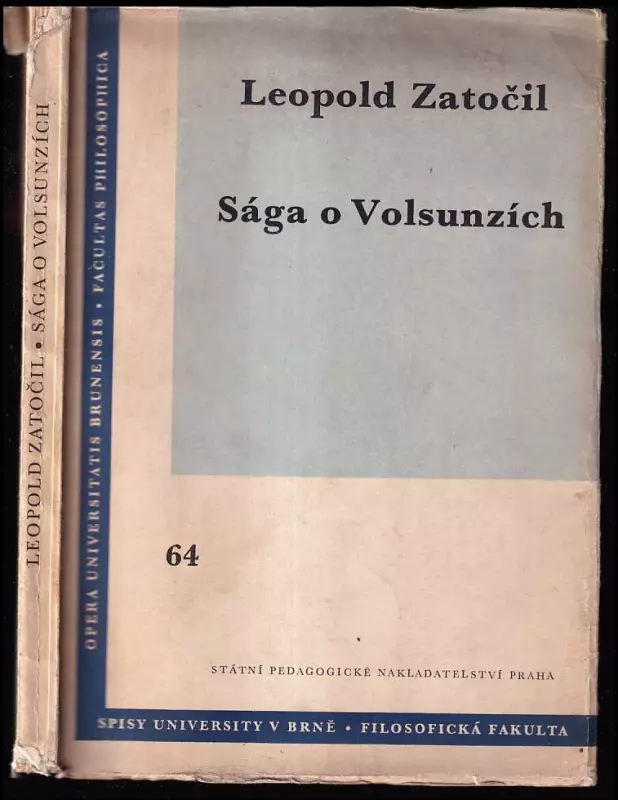 LEOPOLD ZATOČIL • SÁGA O VOLSUNZÍCH
OPERA UNIVERSITATIS BRUNENSIS • FACULTAS PHILOSOPHICA
Leopold Zatočil
Sága o Volsunzích
64
STÁTNÍ PEDAGOGICKÉ NAKLADATELSTVÍ PRAHA
SPISY UNIVERSITY V BRNĚ • FILOSOFICKÁ FAKULTA